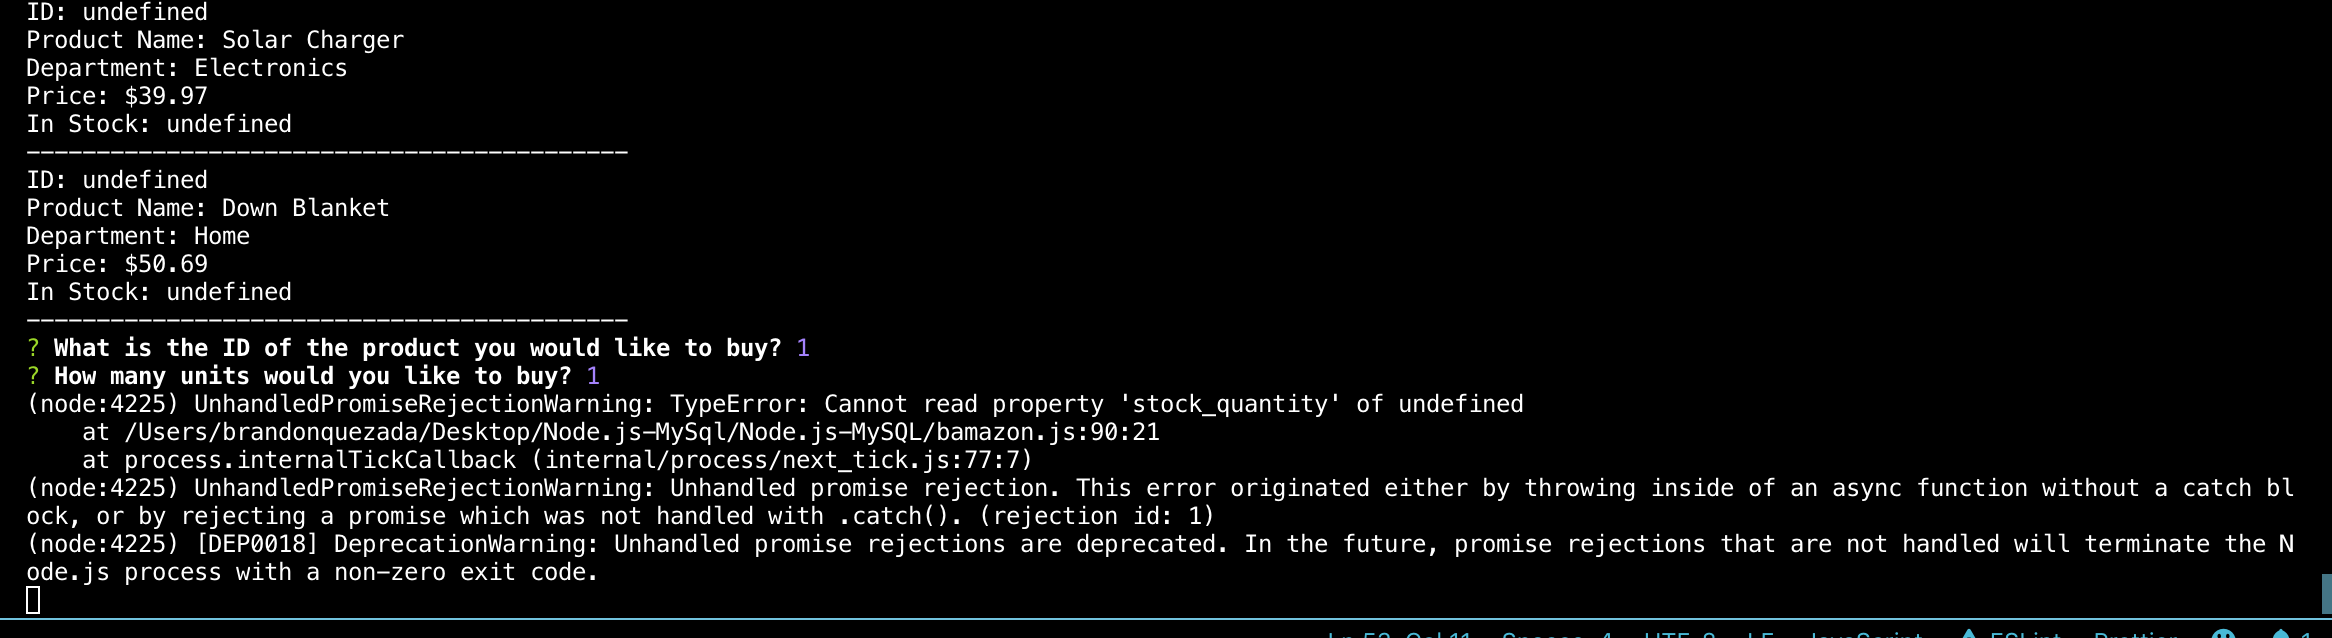 ID: undefined
Product Name: Solar Charger
Department: Electronics
Price: $39.97
In Stock: undefined
-------------------------------------------
ID: undefined
Product Name: Down Blanket
Department: Home
Price: $50.69
In Stock: undefined
-------------------------------------------
? What is the ID of the product you would like to buy? 1
? How many units would you like to buy? 1
(node:4225) UnhandledPromiseRejectionWarning: TypeError: Cannot read property 'stock_quantity' of undefined
    at /Users/brandonquezada/Desktop/Node.js-MySql/Node.js-MySQL/bamazon.js:90:21
    at process.internalTickCallback (internal/process/next_tick.js:77:7)
(node:4225) UnhandledPromiseRejectionWarning: Unhandled promise rejection. This error originated either by throwing inside of an async function without a catch bl
ock, or by rejecting a promise which was not handled with .catch(). (rejection id: 1)
(node:4225) [DEP0018] DeprecationWarning: Unhandled promise rejections are deprecated. In the future, promise rejections that are not handled will terminate the N
ode.js process with a non-zero exit code.
JavaScript ESLint Prettier